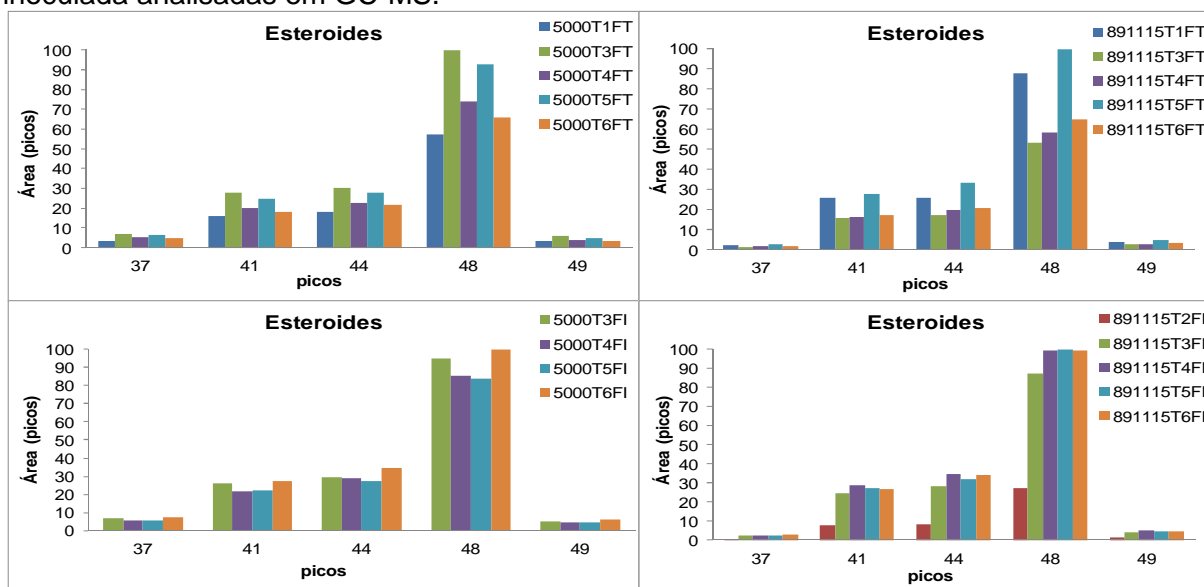 inoculada analisadas em GC-MS.
Esteroides
Área (picos)
100
90
80
70
60
50
40
30
20
10
0
37 41 44 48 49
picos
5000T1FT
5000T3FT
5000T4FT
5000T5FT
5000T6FT
Esteroides
Área (picos)
100
90
80
70
60
50
40
30
20
10
0
37 41 44 48 49
picos
891115T1FT
891115T3FT
891115T4FT
891115T5FT
891115T6FT
Esteroides
Área (picos)
100
90
80
70
60
50
40
30
20
10
0
37 41 44 48 49
picos
5000T3FI
5000T4FI
5000T5FI
5000T6FI
Esteroides
Área (picos)
100
90
80
70
60
50
40
30
20
10
0
37 41 44 48 49
picos
891115T2FI
891115T3FI
891115T4FI
891115T5FI
891115T6FI